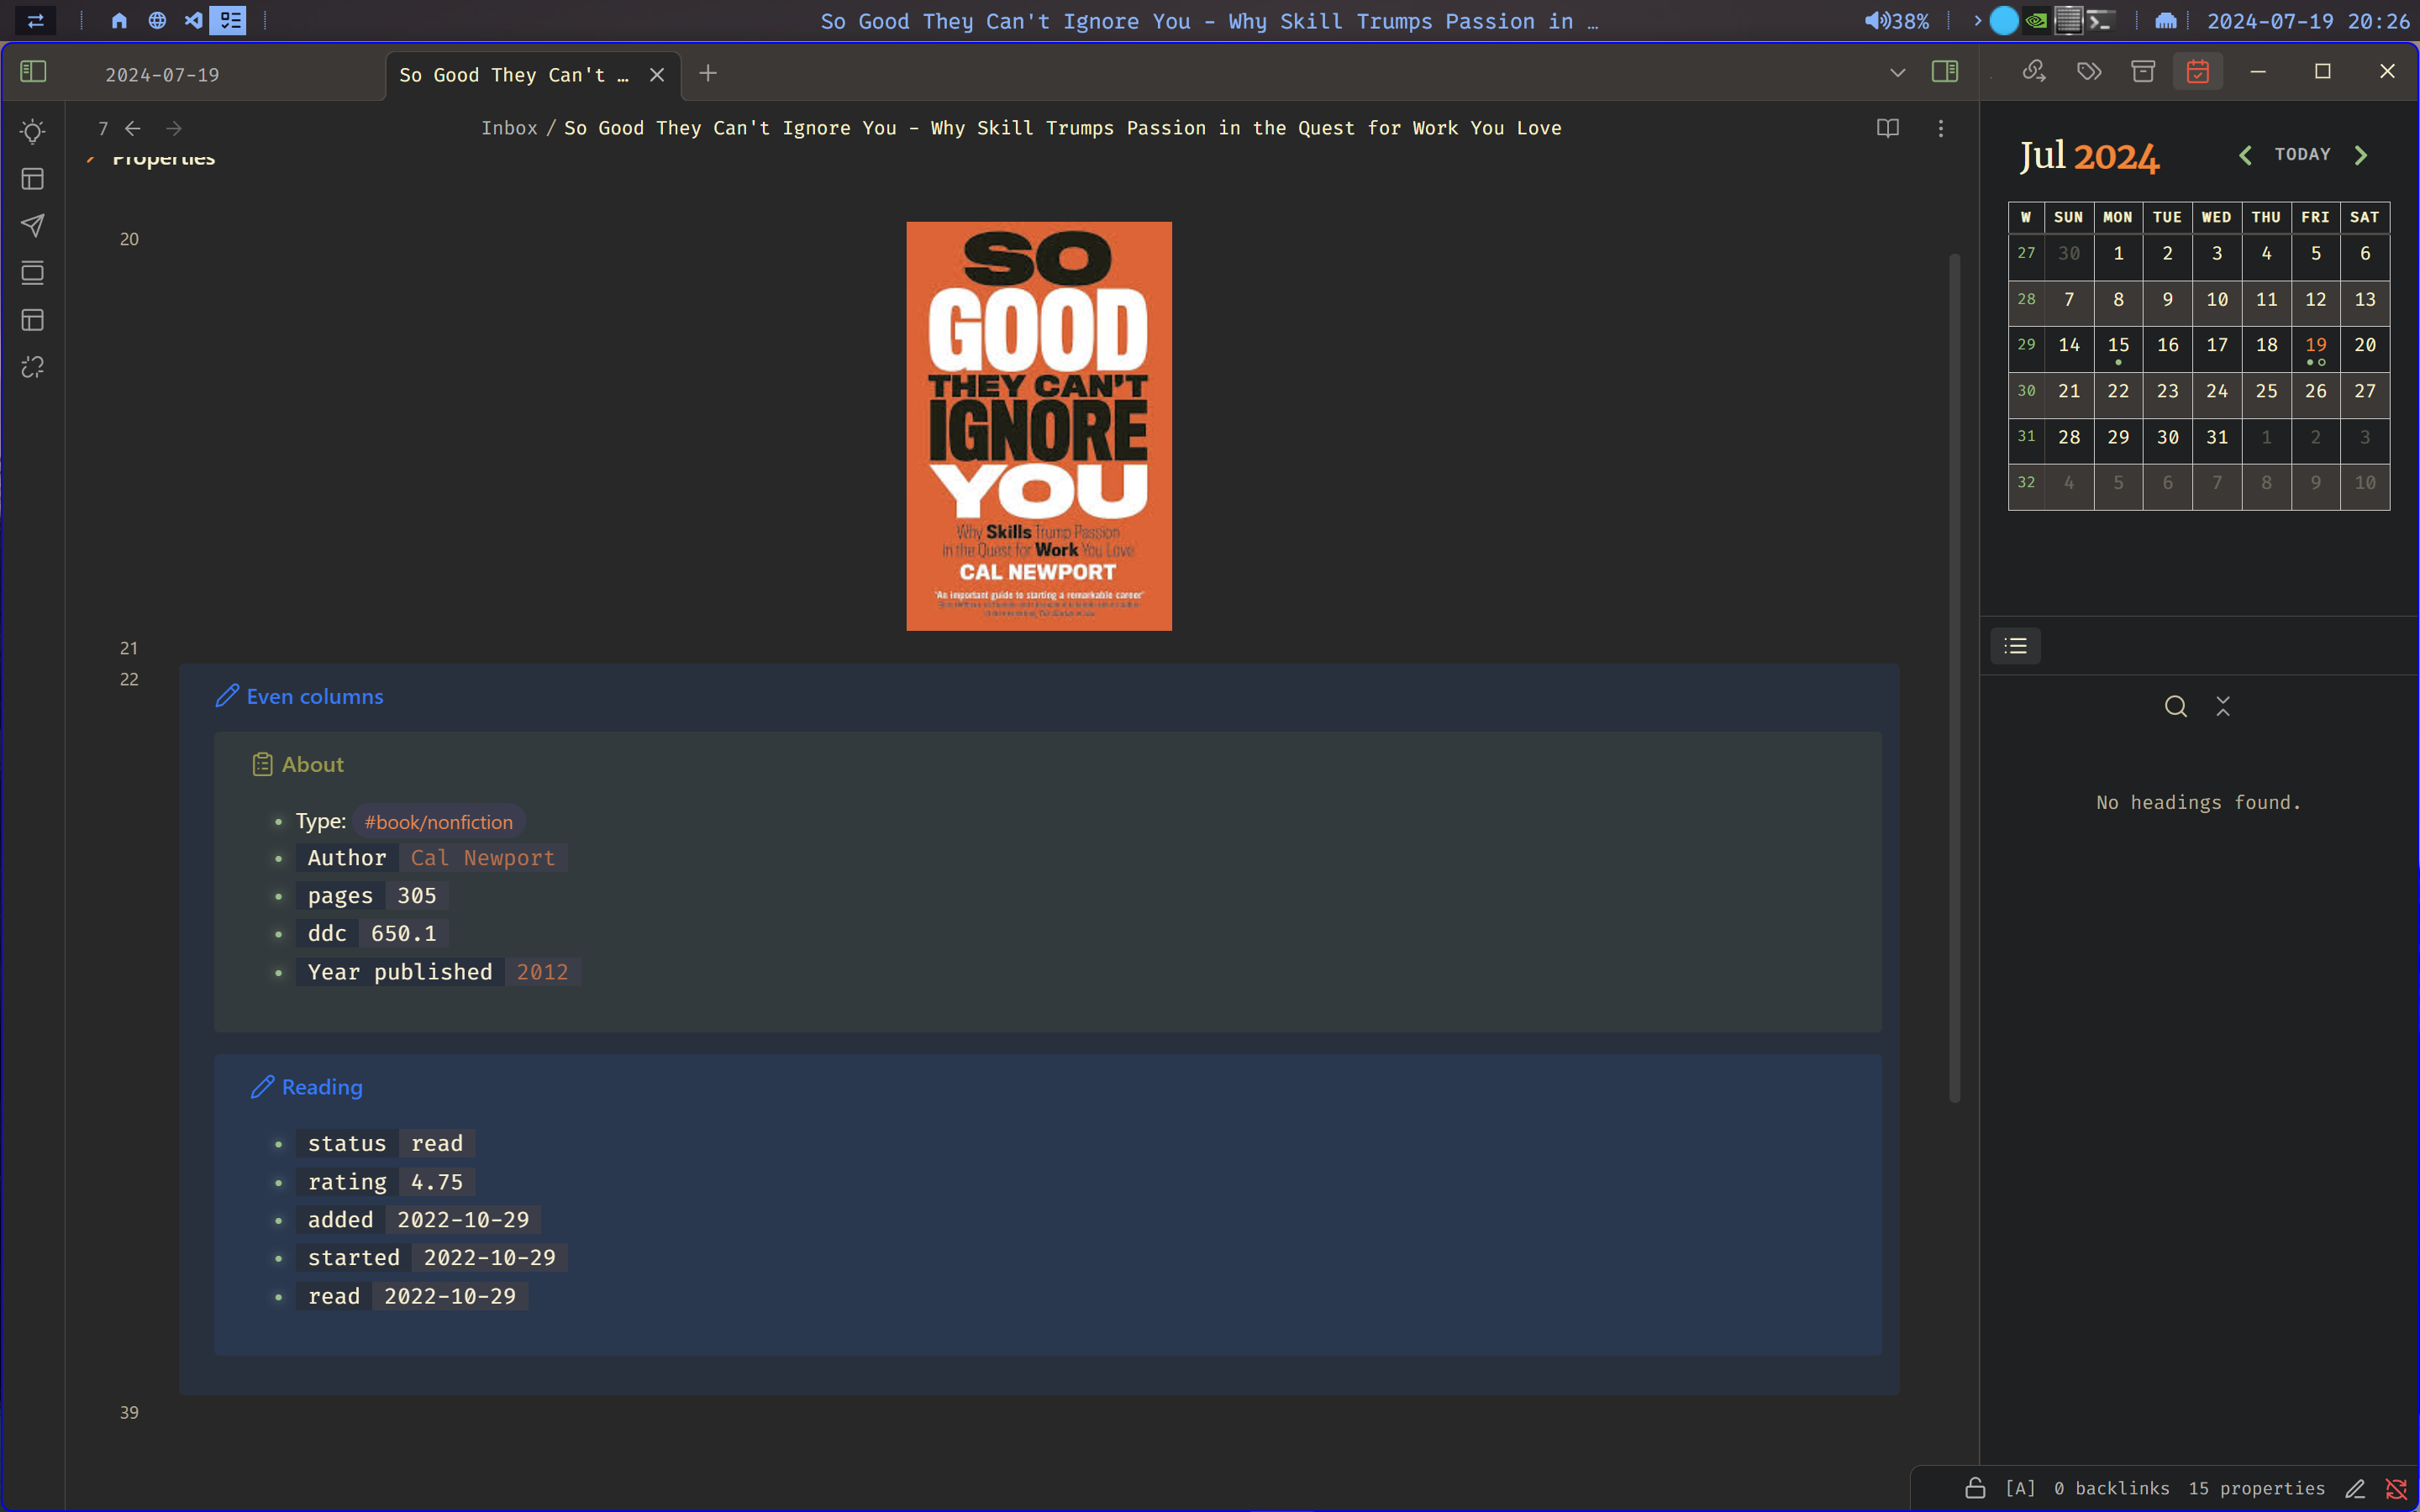 So Good They Can't Ignore You - Why Skill Trumps Passion in …
38%
2024-07-19 20:26
2024-07-19
So Good They Can't …
7
Inbox / So Good They Can't Ignore You - Why Skill Trumps Passion in the Quest for Work You Love
Properties
20
SO
GOOD
THEY CAN'T
IGNORE
YOU
Why Skills Trump Passion
in the Quest for Work You Love
CAL NEWPORT
'An important guide to starting a remarkable career'
21
22
Even columns
About
Type: #book/nonfiction
Author Cal Newport
pages 305
ddc 650.1
Year published 2012
Reading
status read
rating 4.75
added 2022-10-29
started 2022-10-29
read 2022-10-29
39
Jul 2024
TODAY
W SUN MON TUE WED THU FRI SAT
27 30 1 2 3 4 5 6
28 7 8 9 10 11 12 13
29 14 15 16 17 18 19 20
30 21 22 23 24 25 26 27
31 28 29 30 31 1 2 3
32 4 5 6 7 8 9 10
No headings found.
[A] 0 backlinks 15 properties